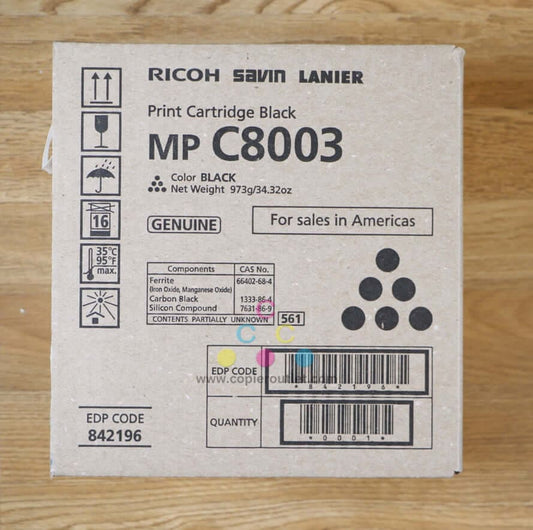 RICOH Savin LANIER
Print Cartridge Black
MP C8003
Color BLACK
Net Weight 973g/34.32oz
GENUINE
For sales in Americas
16
35°C
95°F
max.
Components CAS No.
Ferrite 66402-68-4
(Iron Oxide, Manganese Oxide)
Carbon Black 1333-86-4
Silicon Compound 7631-86-9
CONTENTS PARTIALLY UNKNOWN 561
C
C C
EDP CODE
*842196*
www.copieroutlet.com
QUANTITY
*0001*
EDP CODE
842196